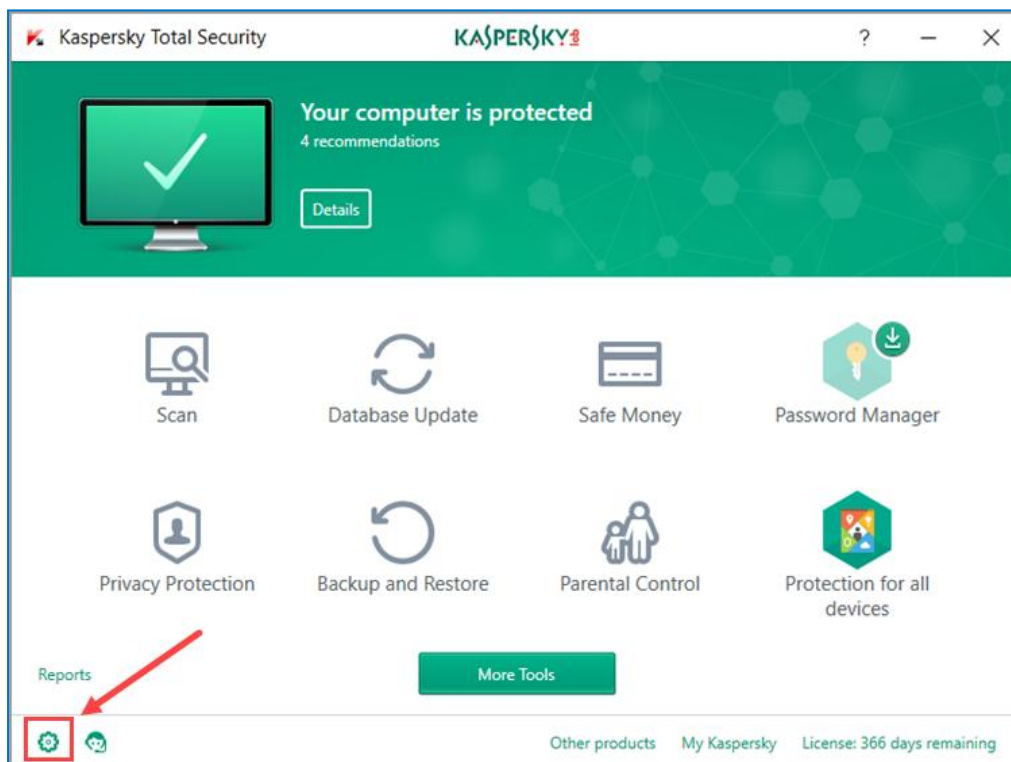 Kaspersky Total Security
KASPERSKY lab
?
Your computer is protected
4 recommendations
Details
Scan
Database Update
Safe Money
Password Manager
Privacy Protection
Backup and Restore
Parental Control
Protection for all
devices
Reports
More Tools
Other products
My Kaspersky
License: 366 days remaining